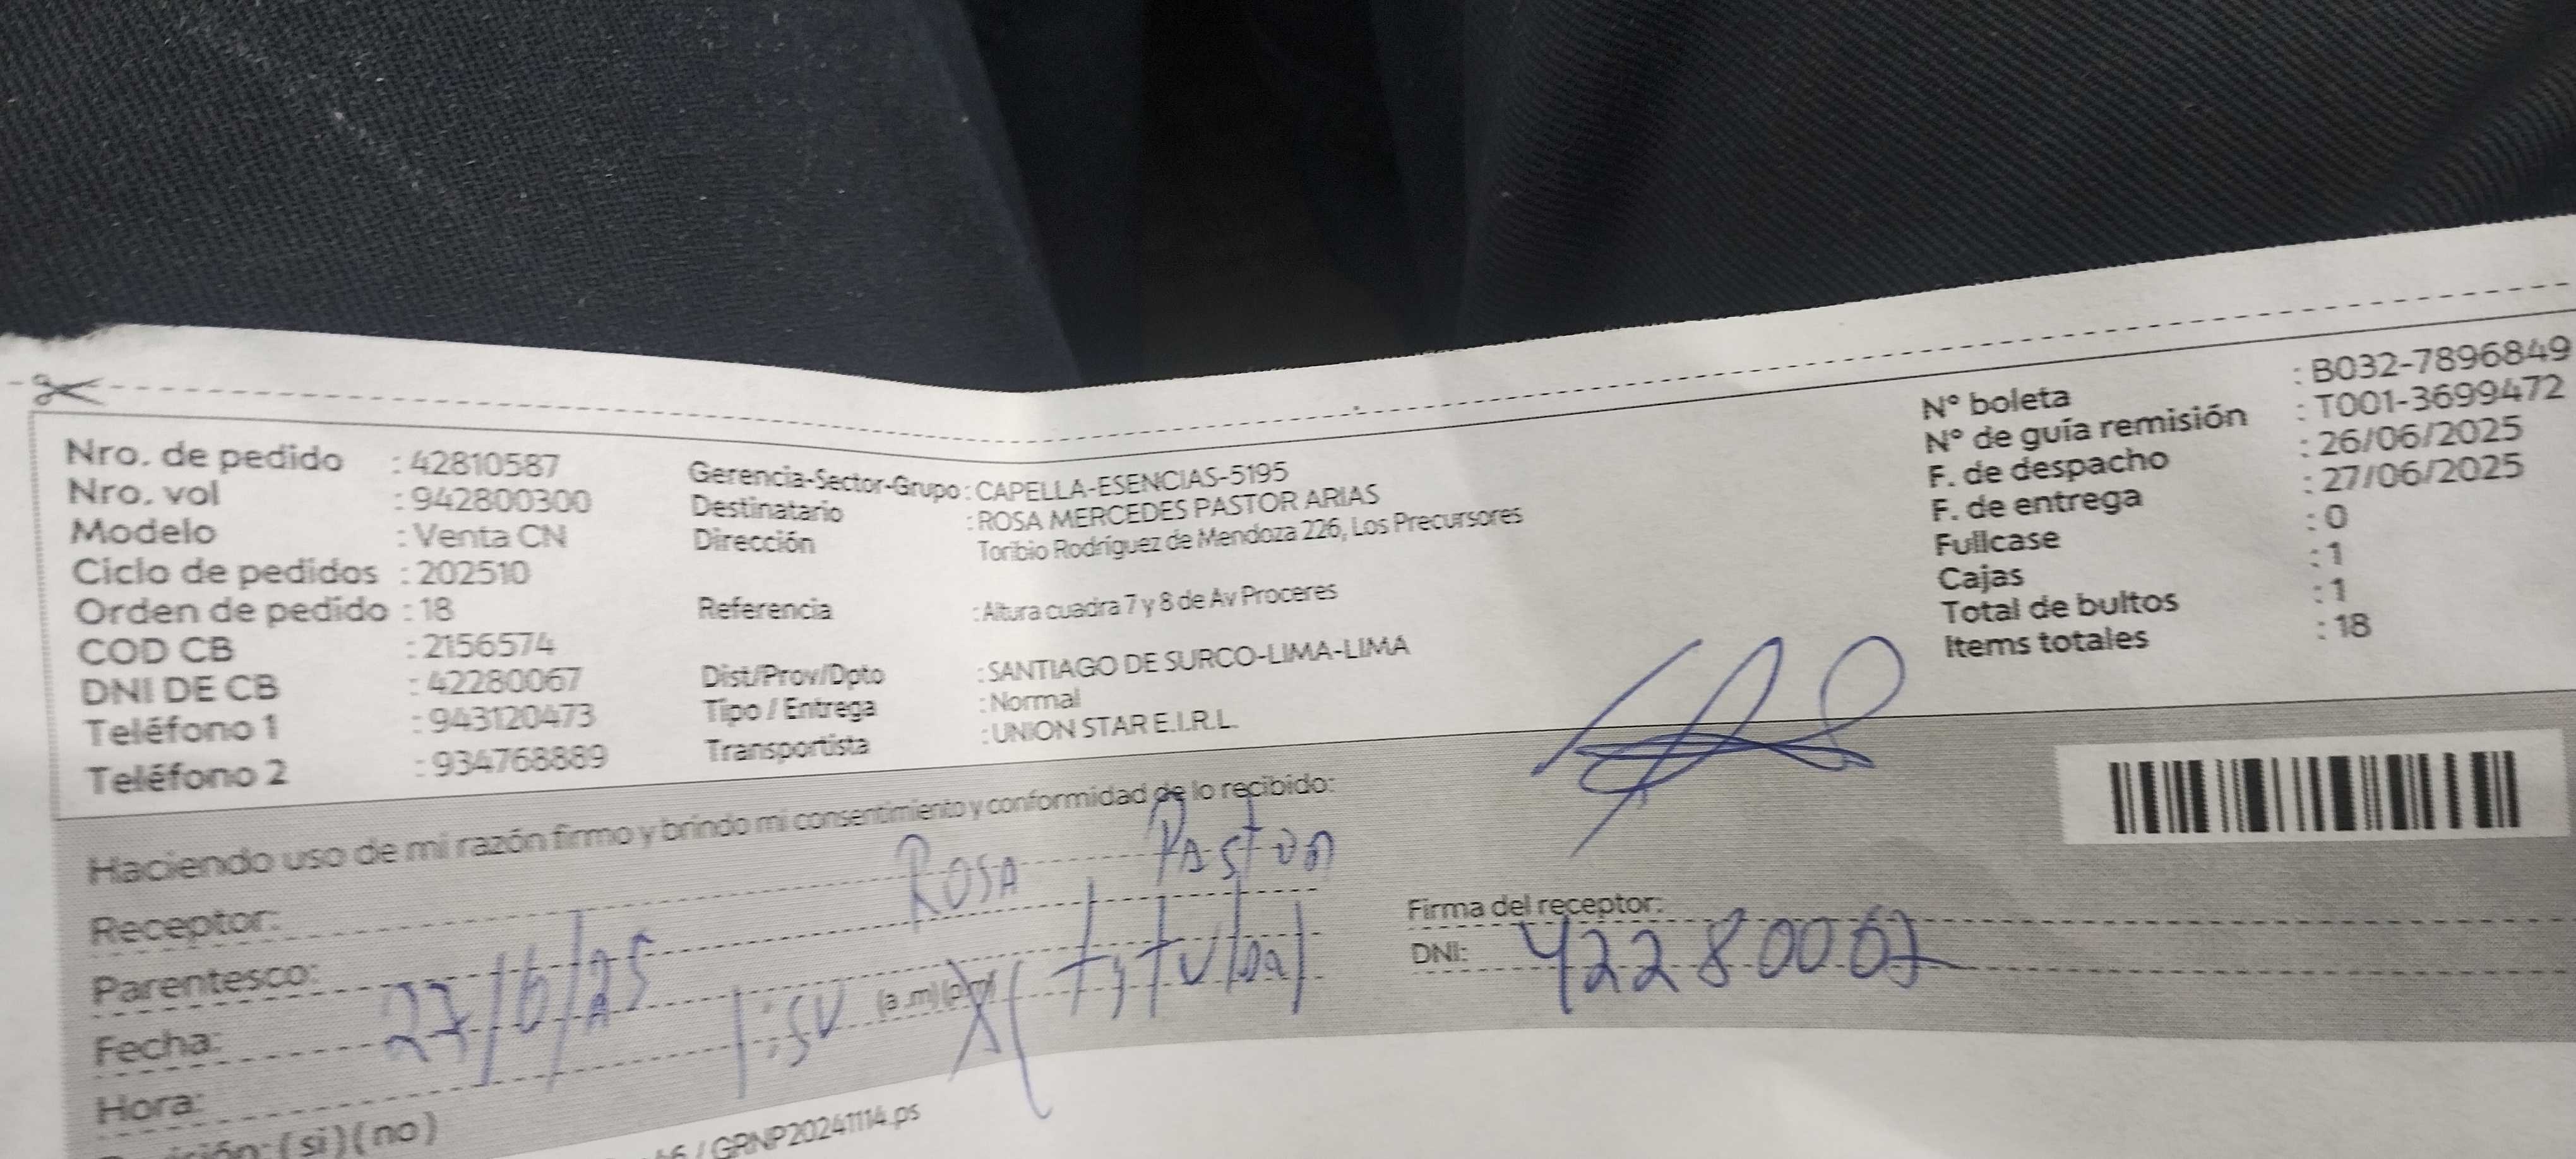 Nro. de pedido : 42810587
Nro. vol : 942800300
Modelo : Venta CN
Ciclo de pedidos : 202510
Orden de pedido : 18
COD CB : 2156574
DNI DE CB : 42280067
Teléfono 1 : 943120473
Teléfono 2 : 934768889
Gerencia-Sector-Grupo : CAPELLA-ESENCIAS-5195
Destinatario : ROSA MERCEDES PASTOR ARIAS
Dirección Toribio Rodríguez de Mendoza 226, Los Precursores
Referencia : Altura cuadra 7 y 8 de Av Proceres
Dist/Prov/Dpto : SANTIAGO DE SURCO-LIMA-LIMA
Tipo / Entrega : Normal
Transportista : UNION STAR E.I.R.L.
N° boleta : B032-7896849
N° de guía remisión : T001-3699472
F. de despacho : 26/06/2025
F. de entrega : 27/06/2025
Fullcase : 0
Cajas : 1
Total de bultos : 1
Items totales : 18
Haciendo uso de mi razón firmo y brindo mi consentimiento y conformidad de lo recibido:
Receptor: Rosa Pastor
Parentesco:
Fecha: 27/6/25
Hora: (a.m)(p.m)
Firma del receptor:
DNI: 42280067
(si)(no)
/ GRNP20241114.ps